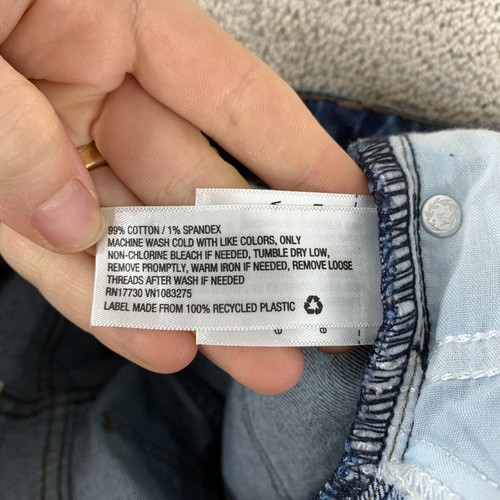 99% COTTON / 1% SPANDEX
MACHINE WASH COLD WITH LIKE COLORS, ONLY
NON-CHLORINE BLEACH IF NEEDED, TUMBLE DRY LOW,
REMOVE PROMPTLY, WARM IRON IF NEEDED, REMOVE LOOSE
THREADS AFTER WASH IF NEEDED
RN17730 VN1083275
LABEL MADE FROM 100% RECYCLED PLASTIC